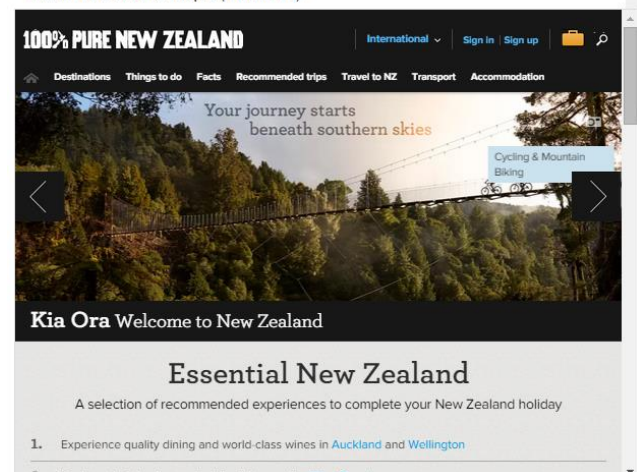 100% PURE NEW ZEALAND
International
Sign in Sign up
Destinations Things to do Facts Recommended trips Travel to NZ Transport Accommodation
Your journey starts
beneath southern skies
Cycling & Mountain
Biking
Kia Ora Welcome to New Zealand
Essential New Zealand
A selection of recommended experiences to complete your New Zealand holiday
1. Experience quality dining and world-class wines in Auckland and Wellington